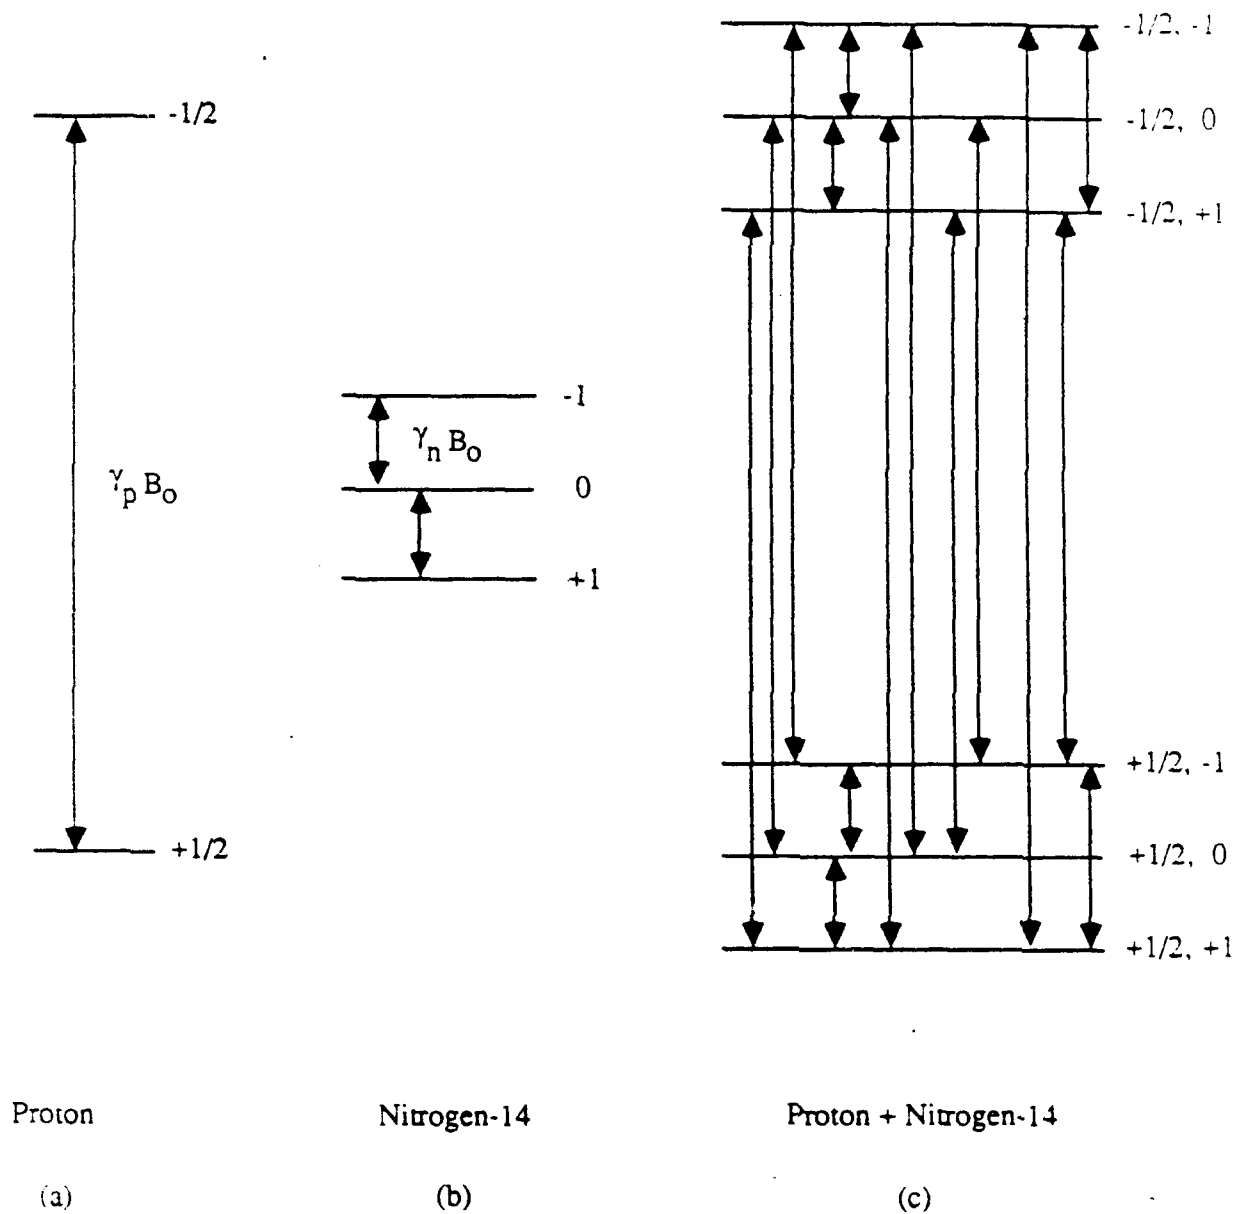 -1/2, -1
-1/2
-1/2, 0
-1/2, +1
-1
γn Bo
γp Bo
0
+1
+1/2, -1
+1/2
+1/2, 0
+1/2, +1
Proton
Nitrogen-14
Proton + Nitrogen-14
(a)
(b)
(c)